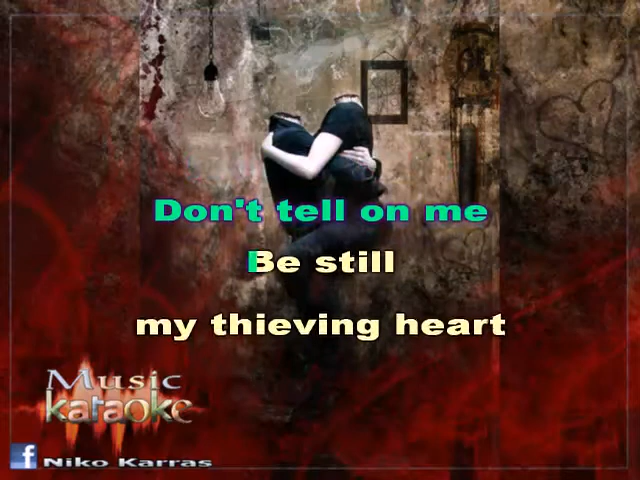 Don't tell on me
Be still
my thieving heart
Music
karaoke
f Niko Karras